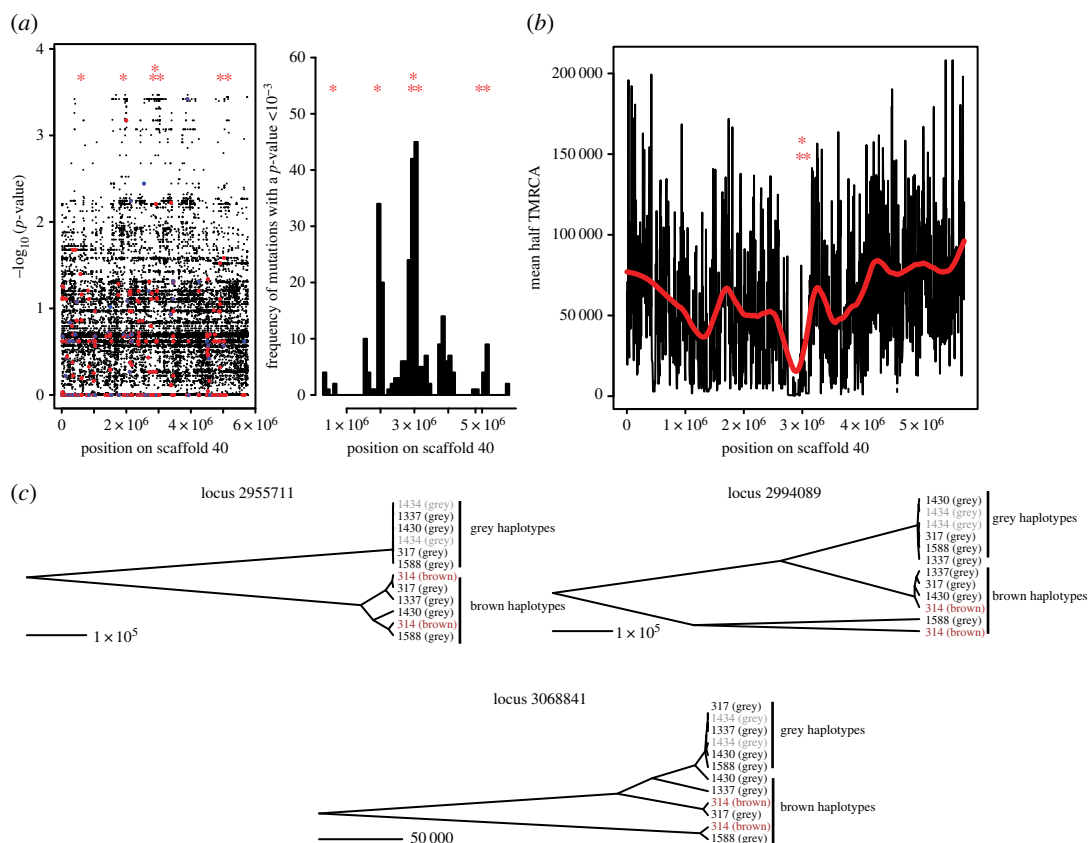 (a)
4
3
2
1
0
–log10 (p-value)
*
* * ** **
0 2 × 10^6 4 × 10^6 6 × 10^6
position on scaffold 40
60
50
40
30
20
10
0
frequency of mutations with a p-value <10^–3
*
* * ** **
1 × 10^6 3 × 10^6 5 × 10^6
position on scaffold 40
(b)
200 000
150 000
100 000
50 000
0
mean half TMRCA
*
**
0 1 × 10^6 2 × 10^6 3 × 10^6 4 × 10^6 5 × 10^6
position on scaffold 40
(c)
locus 2955711
1434 (grey)
1337 (grey)
1430 (grey)
1434 (grey)
317 (grey)
1588 (grey)
314 (brown)
317 (grey)
1337 (grey)
1430 (grey)
314 (brown)
1588 (grey)
grey haplotypes
brown haplotypes
1 × 10^5
locus 2994089
1430 (grey)
1434 (grey)
1434 (grey)
317 (grey)
1588 (grey)
1337 (grey)
1337(grey)
317 (grey)
1430 (grey)
314 (brown)
1588 (grey)
314 (brown)
grey haplotypes
brown haplotypes
1 × 10^5
locus 3068841
317 (grey)
1434 (grey)
1337 (grey)
1434 (grey)
1430 (grey)
1588 (grey)
1430 (grey)
1337 (grey)
314 (brown)
317 (grey)
314 (brown)
1588 (grey)
grey haplotypes
brown haplotypes
50 000